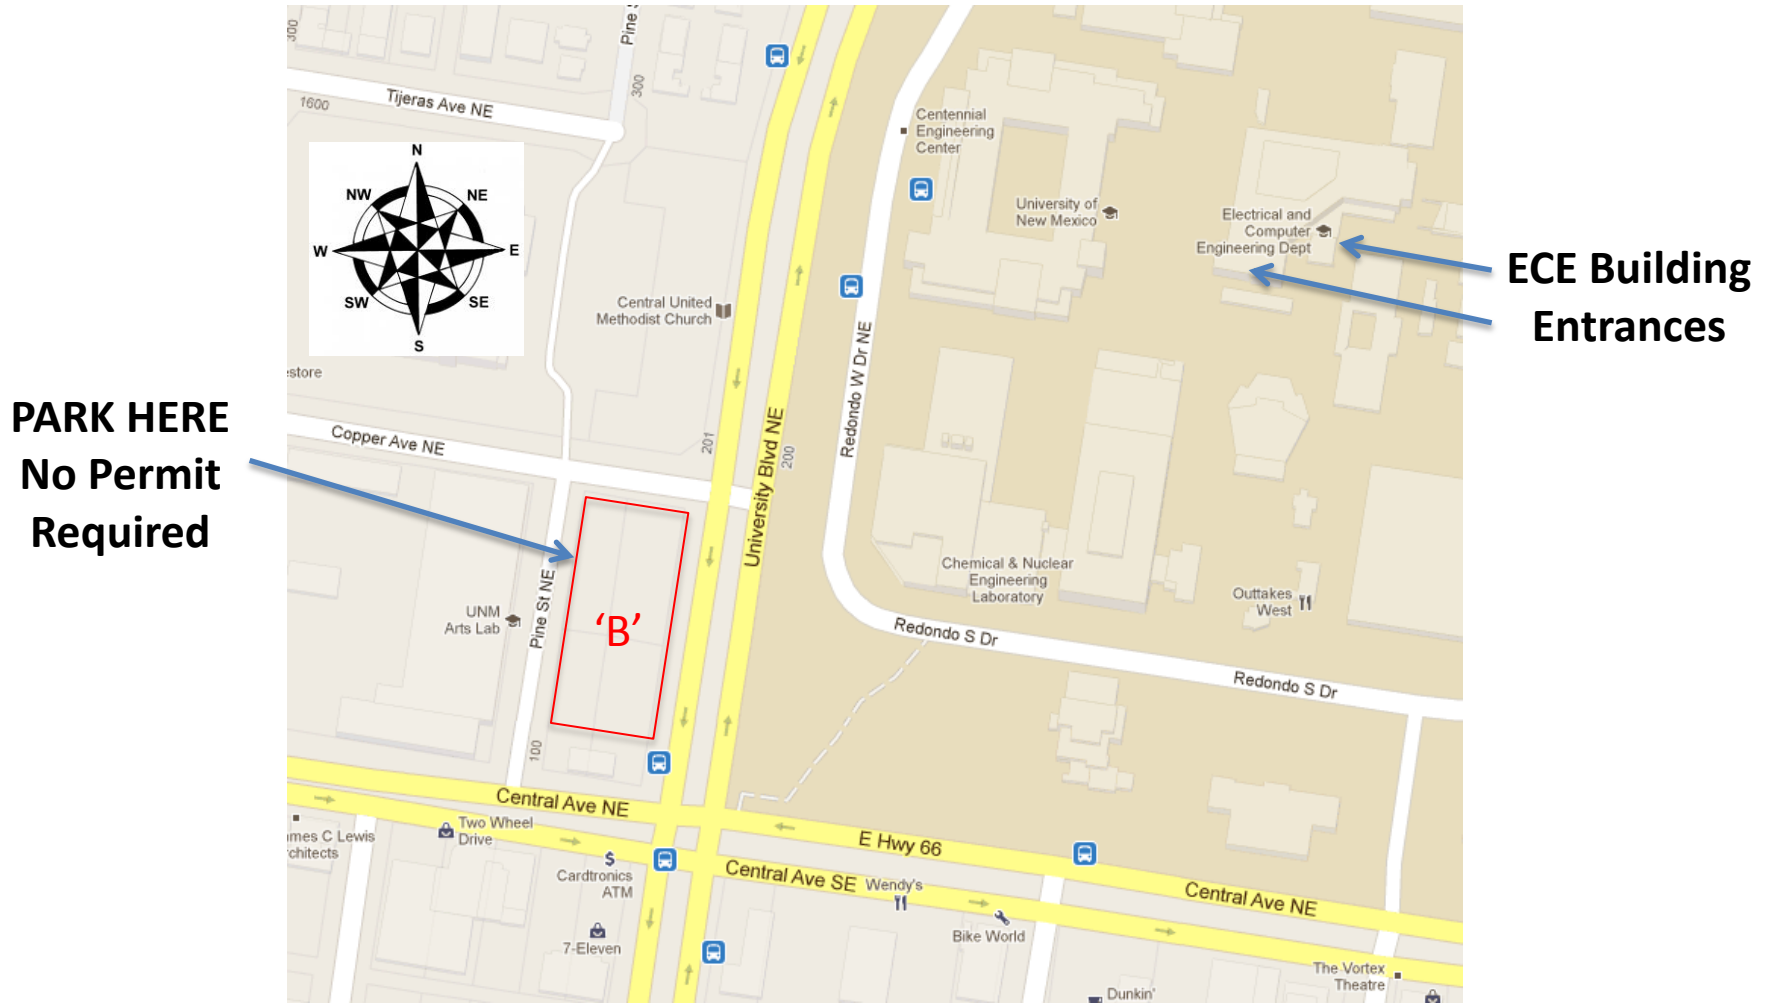 300
Pine S
Tijeras Ave NE
1600
300
N
NW
NE
W
E
SW
SE
S
Centennial
Engineering
Center
University of
New Mexico
Electrical and
Computer
Engineering Dept
ECE Building
Entrances
Central United
Methodist Church
Redondo W Dr NE
estore
PARK HERE
No Permit
Required
Copper Ave NE
201
200
University Blvd NE
Chemical & Nuclear
Engineering
Laboratory
Outtakes
West
UNM
Arts Lab
Pine St NE
‘B’
Redondo S Dr
Redondo S Dr
100
Central Ave NE
E Hwy 66
Central Ave SE
Central Ave NE
ames C Lewis
rchitects
Two Wheel
Drive
$
Cardtronics
ATM
Wendy's
7-Eleven
Bike World
The Vortex
Theatre
Dunkin'